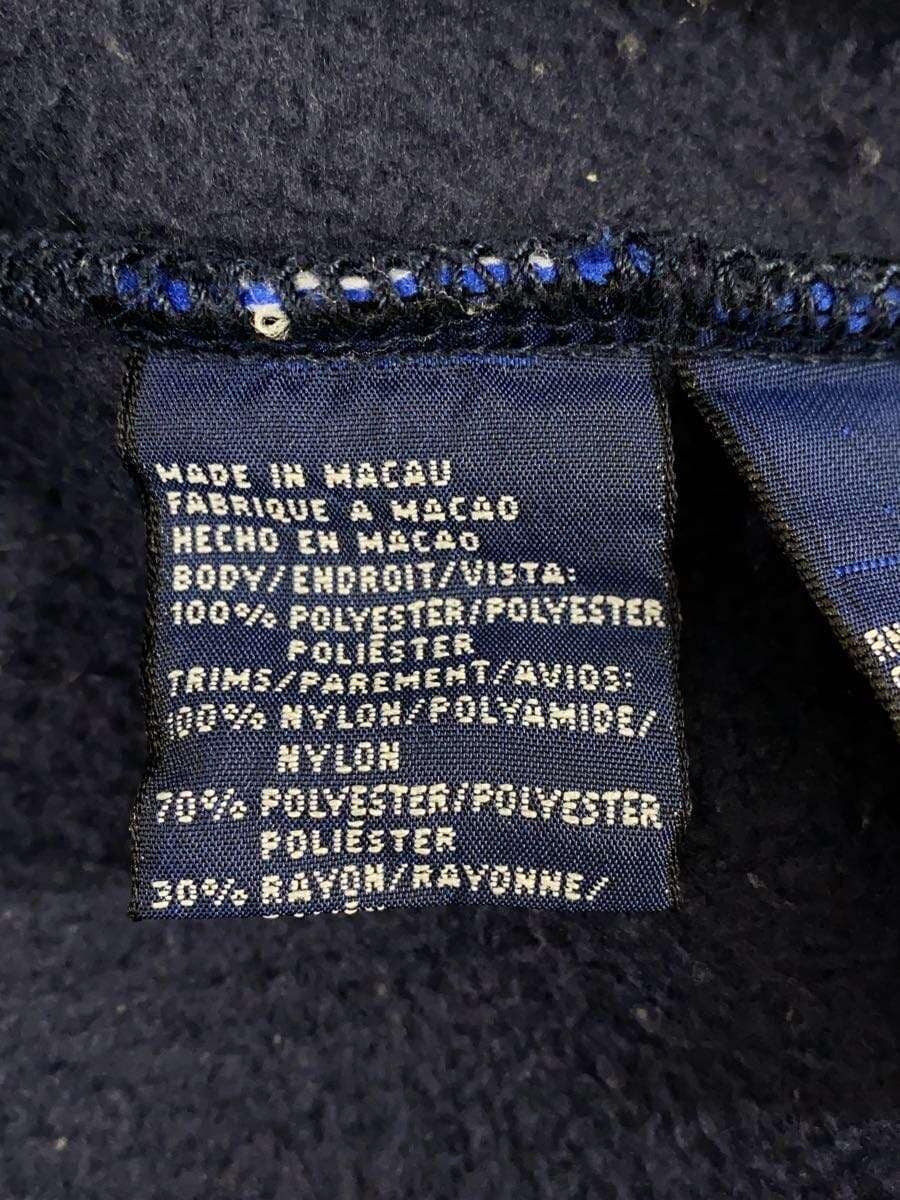 MADE IN MACAU
FABRIQUE A MACAO
HECHO EN MACAO
BODY/ENDROIT/VISTA:
100% POLYESTER/POLYESTER
POLIÉSTER
TRIMS/PAREMENT/AVIOS:
100% NYLON/POLYAMIDE/
NYLON
70% POLYESTER/POLYESTER
POLIÉSTER
30% RAYON/RAYONNE/